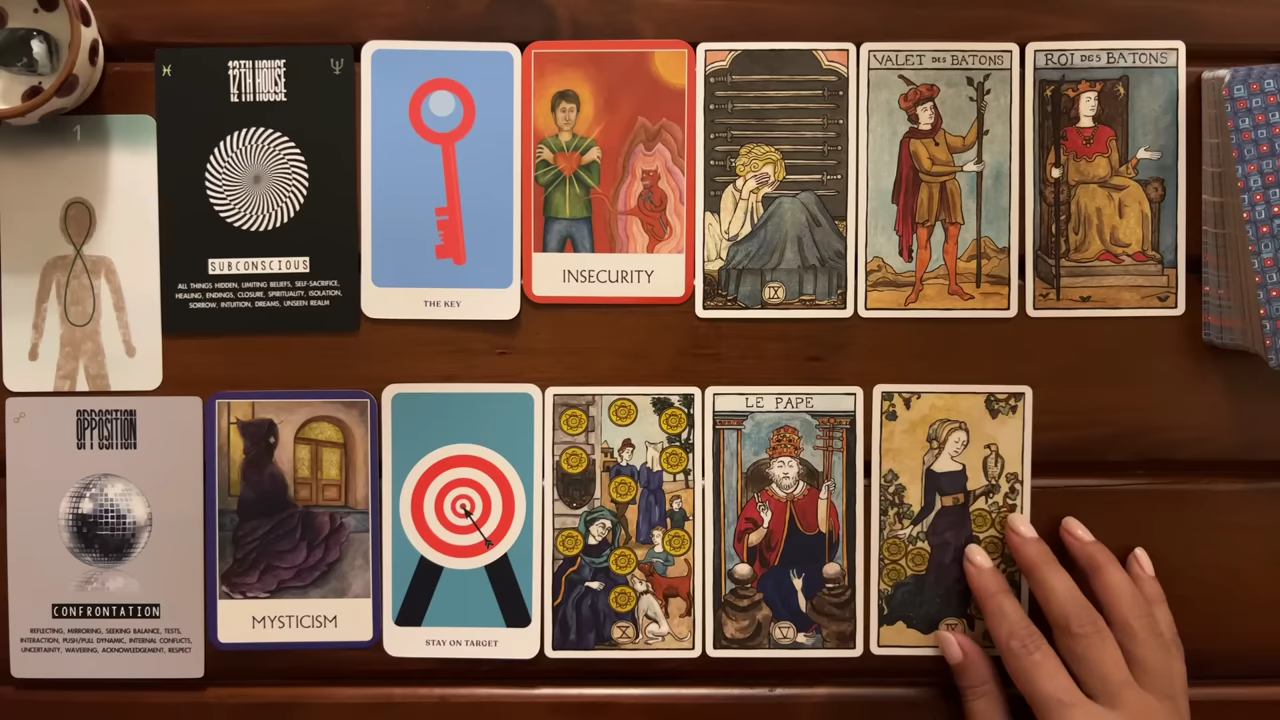 1
12TH HOUSE
SUBCONSCIOUS
ALL THINGS HIDDEN, LIMITING BELIEFS, SELF-SACRIFICE,
HEALING, ENDINGS, CLOSURE, SPIRITUALITY, ISOLATION,
SORROW, INTUITION, DREAMS, UNSEEN REALM
THE KEY
INSECURITY
IX
VALET DES BATONS
ROI DES BATONS
OPPOSITION
CONFRONTATION
REFLECTING, MIRRORING, SEEKING BALANCE, TESTS,
INTERACTION, PUSH/PULL DYNAMIC, INTERNAL CONFLICTS,
UNCERTAINTY, WAVERING, ACKNOWLEDGEMENT, RESPECT
MYSTICISM
STAY ON TARGET
X
LE PAPE
V